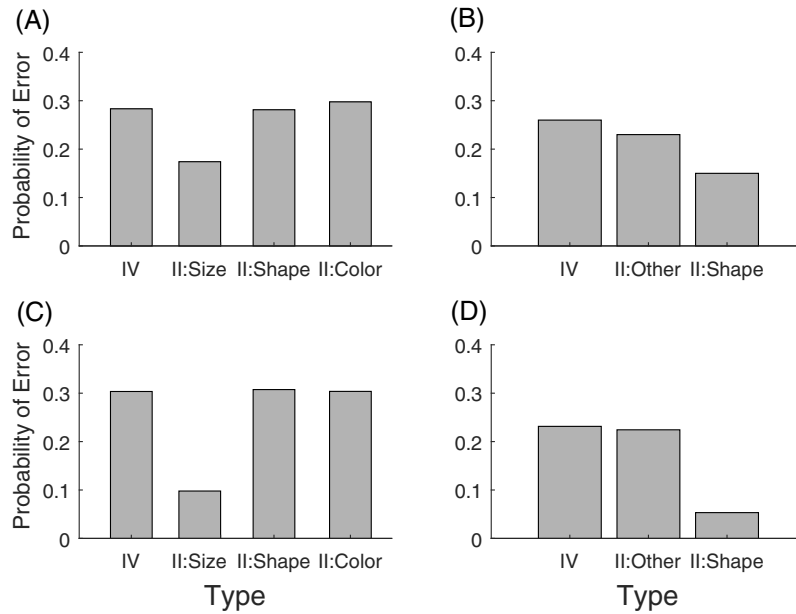 (A)
Probability of Error
0.4
0.3
0.2
0.1
0
IV II:Size II:Shape II:Color
(B)
0.4
0.3
0.2
0.1
0
IV II:Other II:Shape
(C)
Probability of Error
0.4
0.3
0.2
0.1
0
IV II:Size II:Shape II:Color
Type
(D)
0.4
0.3
0.2
0.1
0
IV II:Other II:Shape
Type